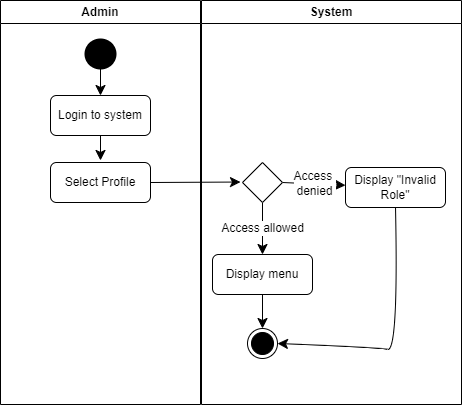 Admin
System
Login to system
Select Profile
Access
denied
Display "Invalid
Role"
Access allowed
Display menu